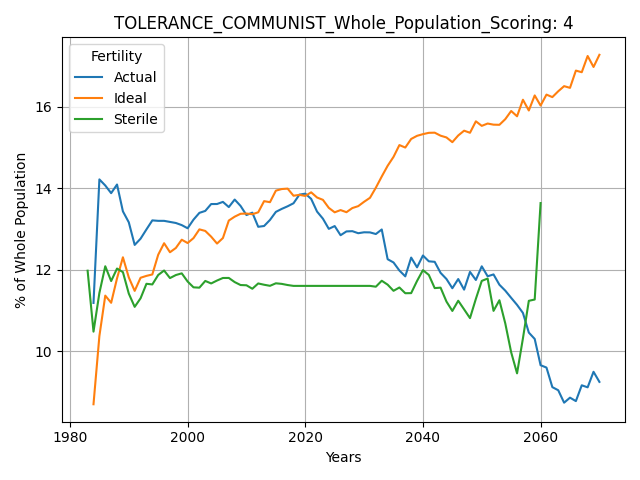 TOLERANCE_COMMUNIST_Whole_Population_Scoring: 4
Fertility
Actual
Ideal
Sterile
% of Whole Population
16
14
12
10
1980
2000
2020
2040
2060
Years